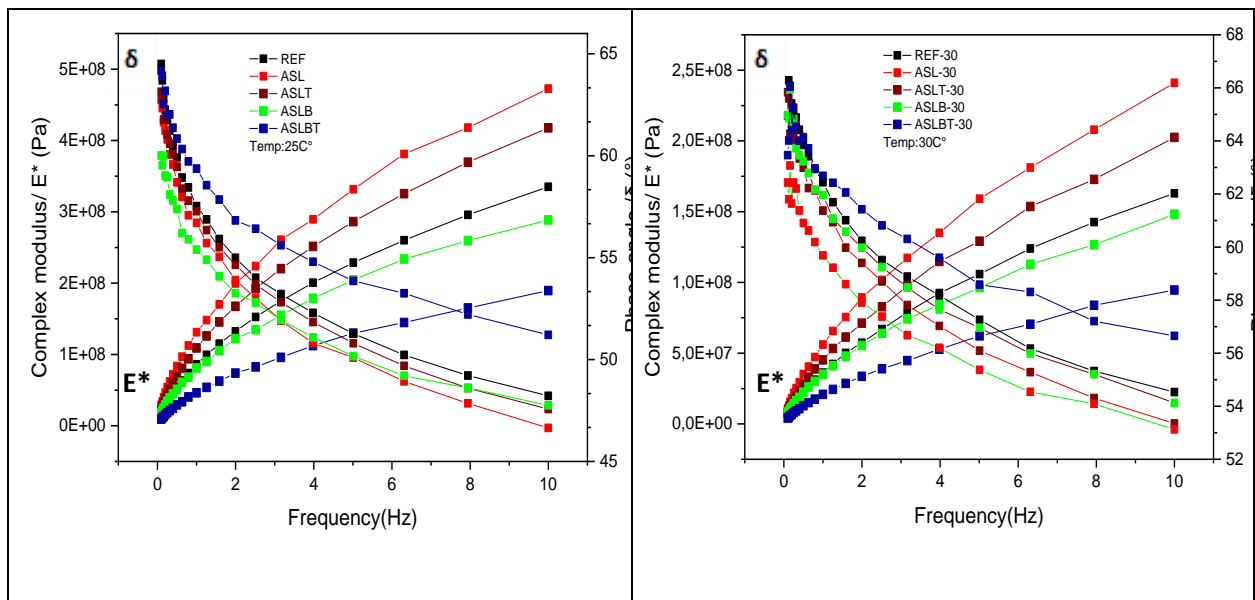 δ
REF
ASL
ASLT
ASLB
ASLBT
Temp:25C°
5E+08
4E+08
3E+08
2E+08
1E+08
0E+00
65
60
55
50
45
Complex modulus/ E* (Pa)
E*
0
2
4
6
8
10
Frequency(Hz)
δ
REF-30
ASL-30
ASLT-30
ASLB-30
ASLBT-30
Temp:30C°
2,5E+08
2,0E+08
1,5E+08
1,0E+08
5,0E+07
0,0E+00
68
66
64
62
60
58
56
54
52
Complex modulus/ E* (Pa)
E*
0
2
4
6
8
10
Frequency(Hz)